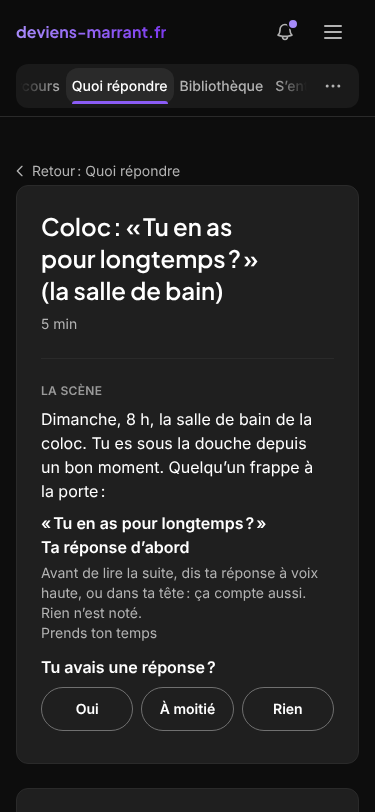 deviens-marrant.fr
cours Quoi répondre Bibliothèque S'en
Retour : Quoi répondre
Coloc : « Tu en as
pour longtemps ? »
(la salle de bain)
5 min
LA SCÈNE
Dimanche, 8 h, la salle de bain de la
coloc. Tu es sous la douche depuis
un bon moment. Quelqu'un frappe à
la porte :
« Tu en as pour longtemps ? »
Ta réponse d'abord
Avant de lire la suite, dis ta réponse à voix
haute, ou dans ta tête : ça compte aussi.
Rien n'est noté.
Prends ton temps
Tu avais une réponse ?
Oui À moitié Rien